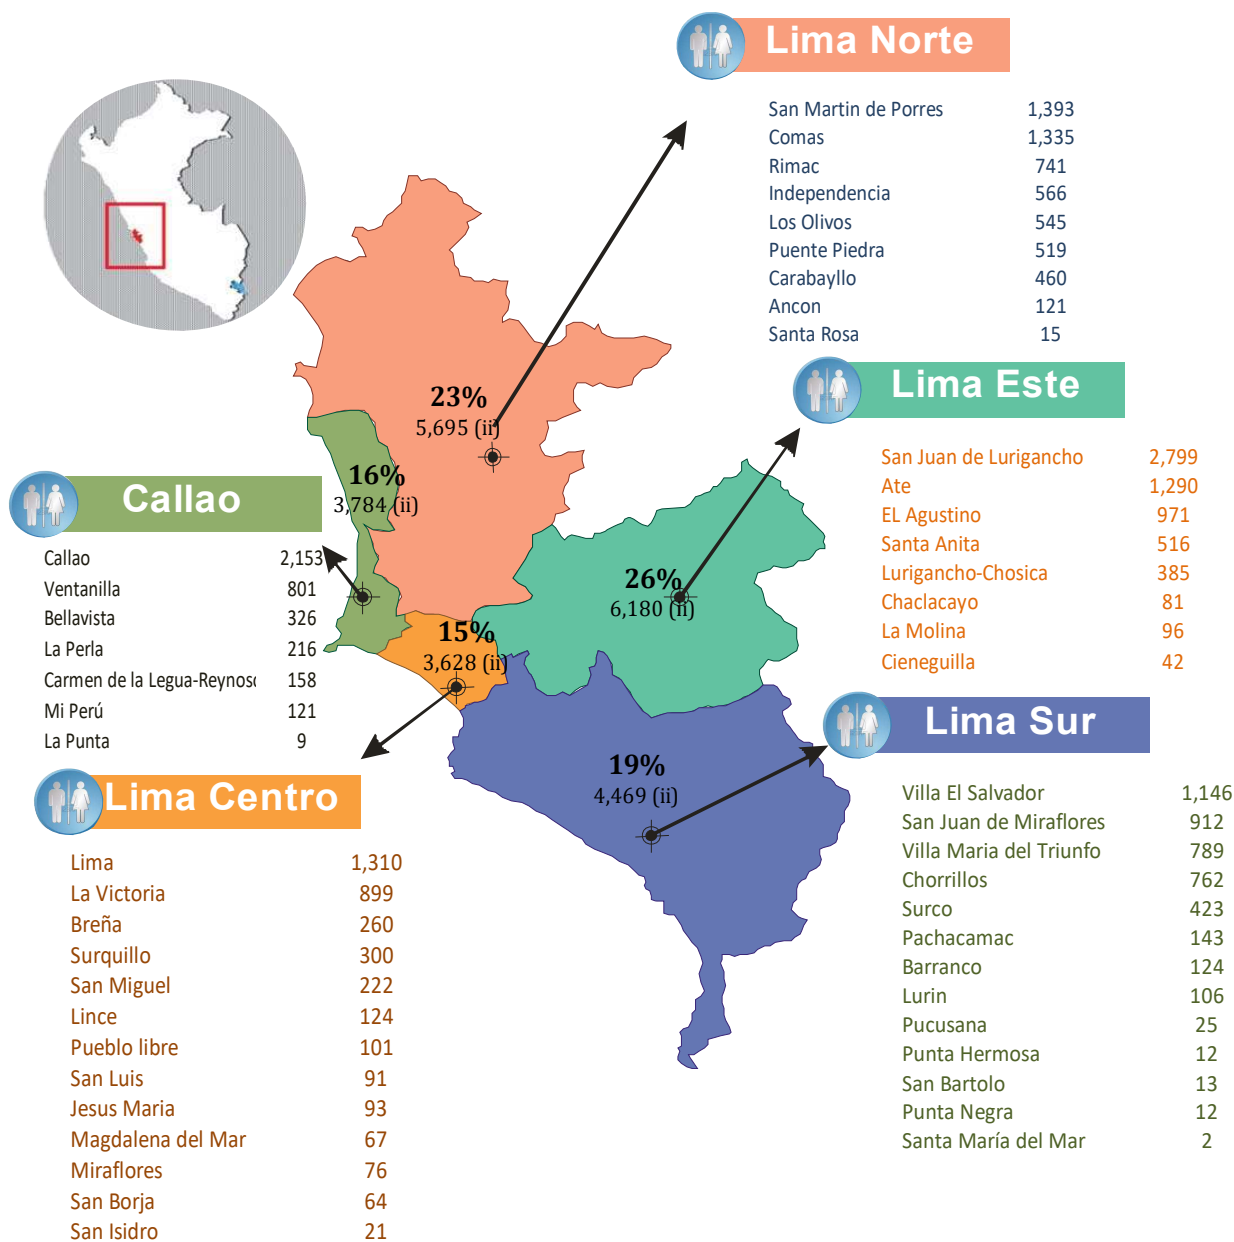 Lima Norte
San Martin de Porres 1,393
Comas 1,335
Rimac 741
Independencia 566
Los Olivos 545
Puente Piedra 519
Carabayllo 460
Ancon 121
Santa Rosa 15
23%
5,695 (ii)
Lima Este
San Juan de Lurigancho 2,799
Ate 1,290
EL Agustino 971
Santa Anita 516
Lurigancho-Chosica 385
Chaclacayo 81
La Molina 96
Cieneguilla 42
16%
3,784 (ii)
Callao
Callao 2,153
Ventanilla 801
Bellavista 326
La Perla 216
Carmen de la Legua-Reynoso 158
Mi Perú 121
La Punta 9
26%
6,180 (ii)
15%
3,628 (ii)
Lima Sur
19%
4,469 (ii)
Villa El Salvador 1,146
San Juan de Miraflores 912
Villa Maria del Triunfo 789
Chorrillos 762
Surco 423
Pachacamac 143
Barranco 124
Lurin 106
Pucusana 25
Punta Hermosa 12
San Bartolo 13
Punta Negra 12
Santa María del Mar 2
Lima Centro
Lima 1,310
La Victoria 899
Breña 260
Surquillo 300
San Miguel 222
Lince 124
Pueblo libre 101
San Luis 91
Jesus Maria 93
Magdalena del Mar 67
Miraflores 76
San Borja 64
San Isidro 21